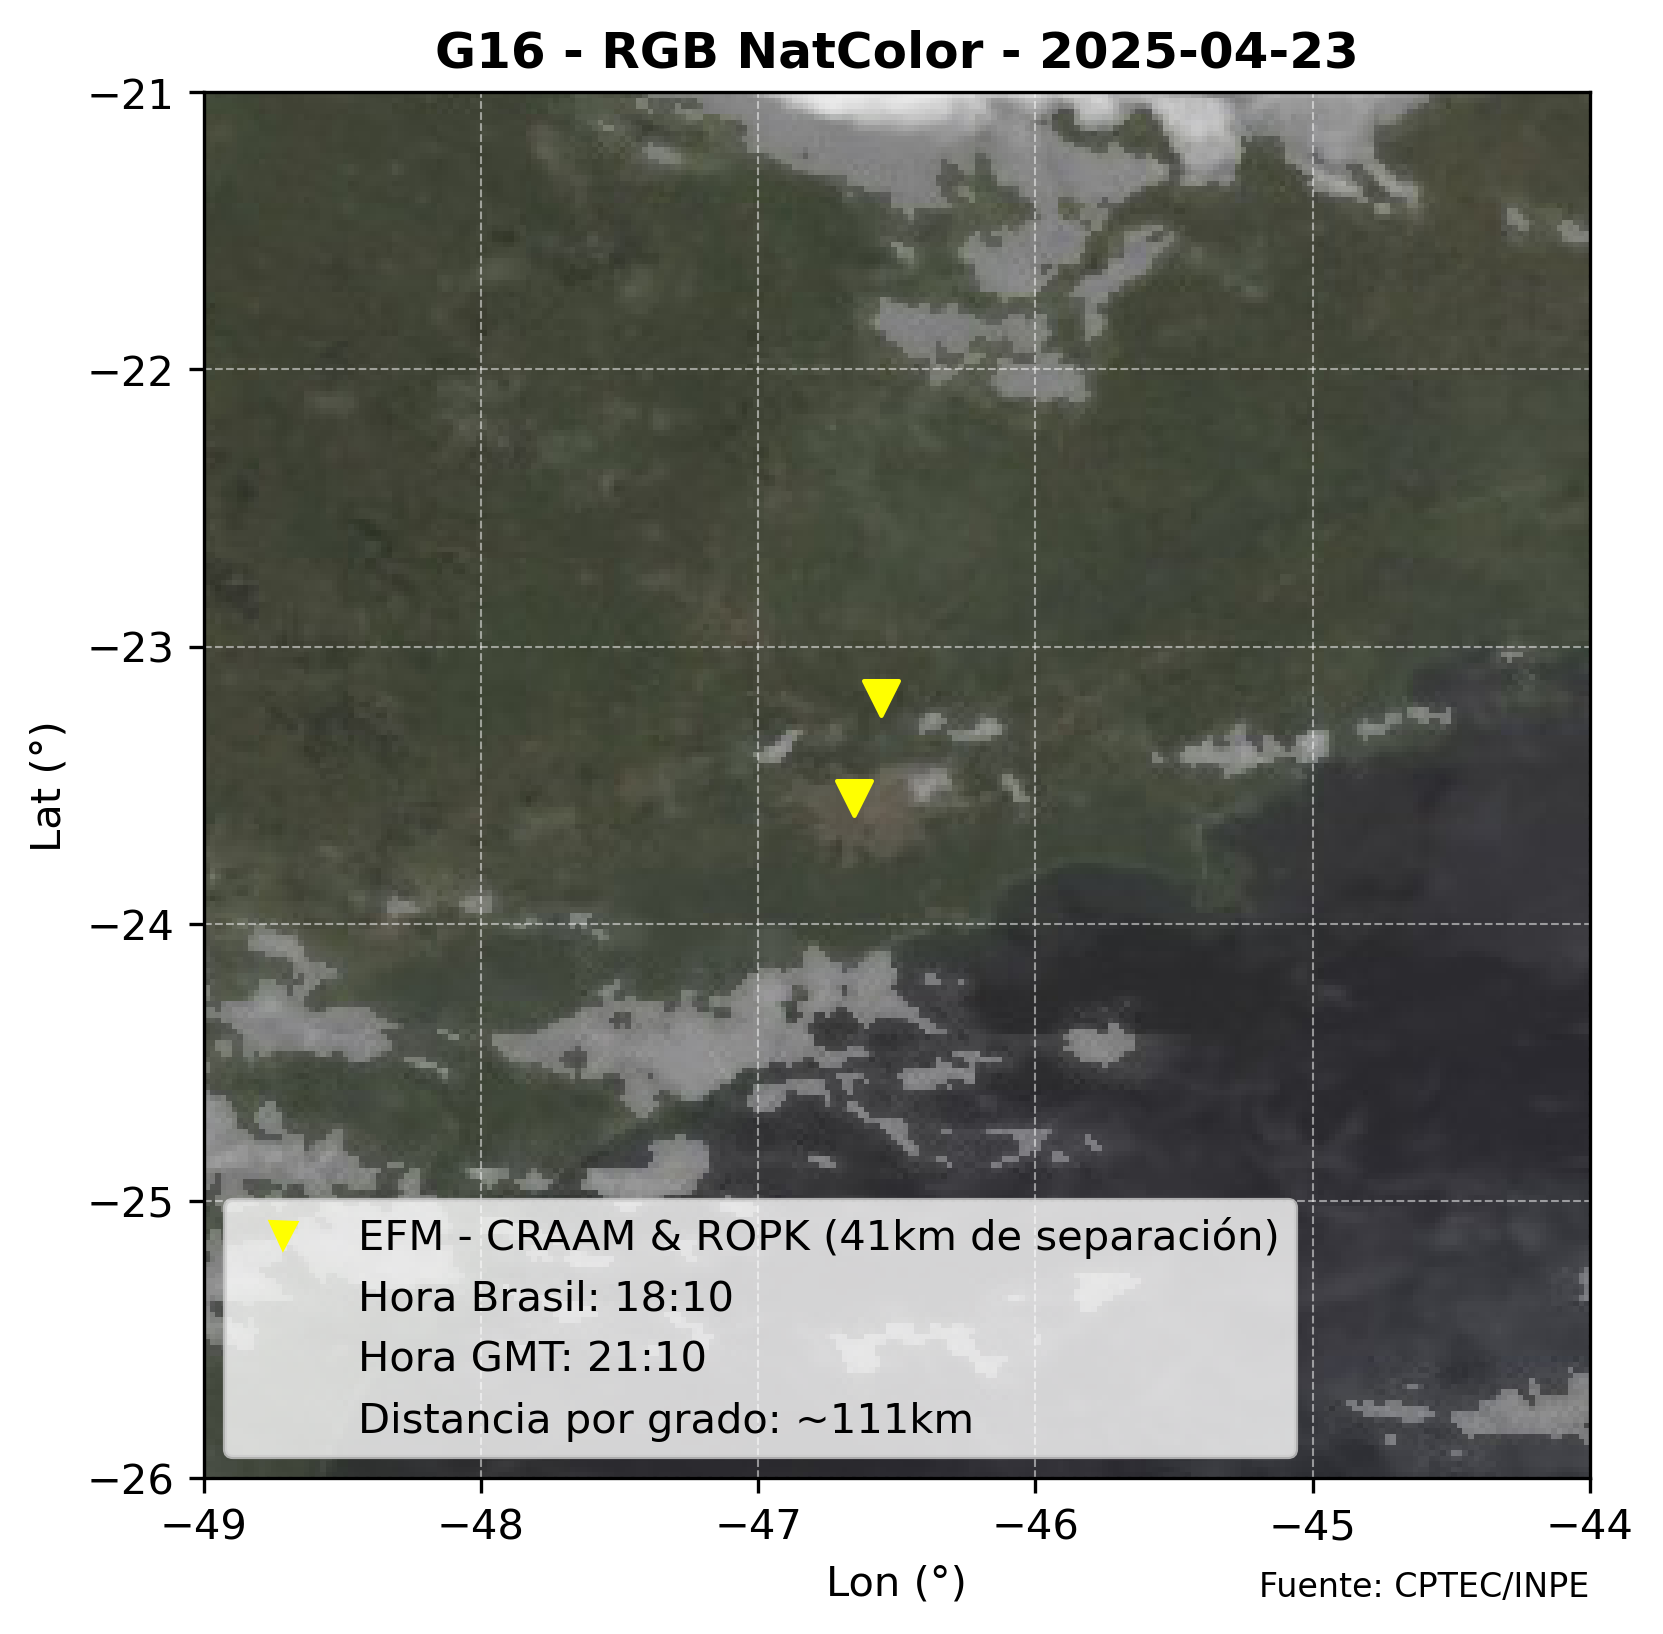 G16 - RGB NatColor - 2025-04-23
−21
−22
−23
−24
−25
−26
Lat (°)
EFM - CRAAM & ROPK (41km de separación)
Hora Brasil: 18:10
Hora GMT: 21:10
Distancia por grado: ~111km
−49 −48 −47 −46 −45 −44
Lon (°)
Fuente: CPTEC/INPE